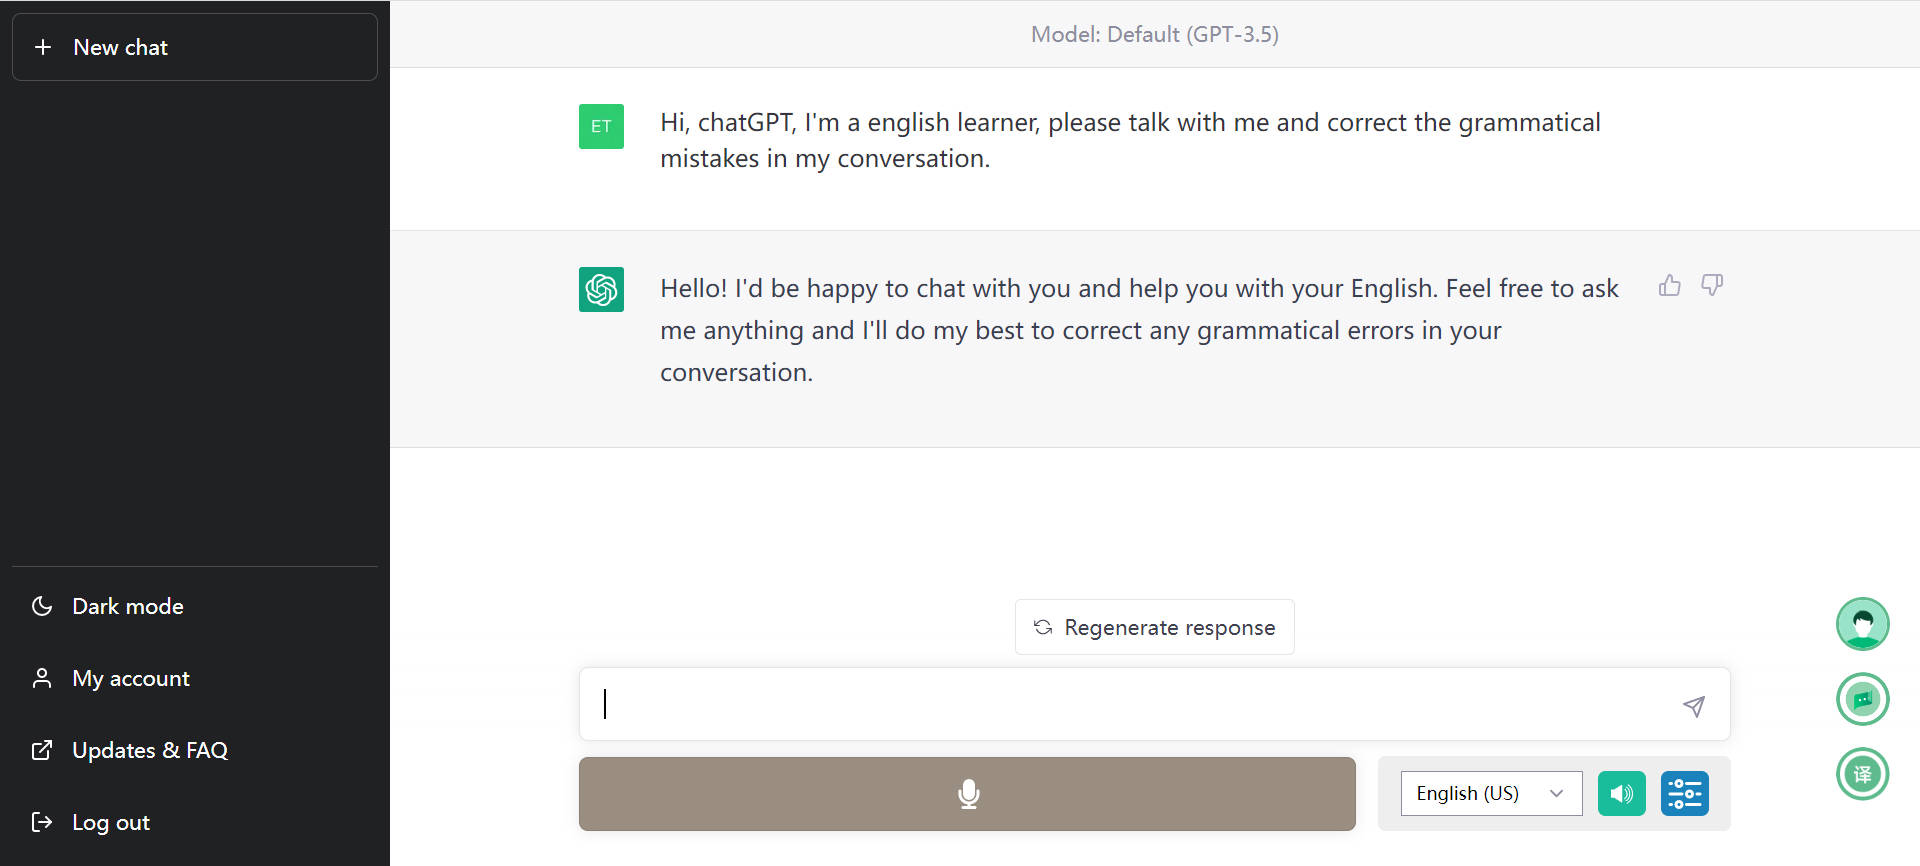 New chat
Model: Default (GPT-3.5)
ET
Hi, chatGPT, I'm a english learner, please talk with me and correct the grammatical
mistakes in my conversation.
Hello! I'd be happy to chat with you and help you with your English. Feel free to ask
me anything and I'll do my best to correct any grammatical errors in your
conversation.
Regenerate response
Dark mode
My account
Updates & FAQ
Log out
English (US)
译